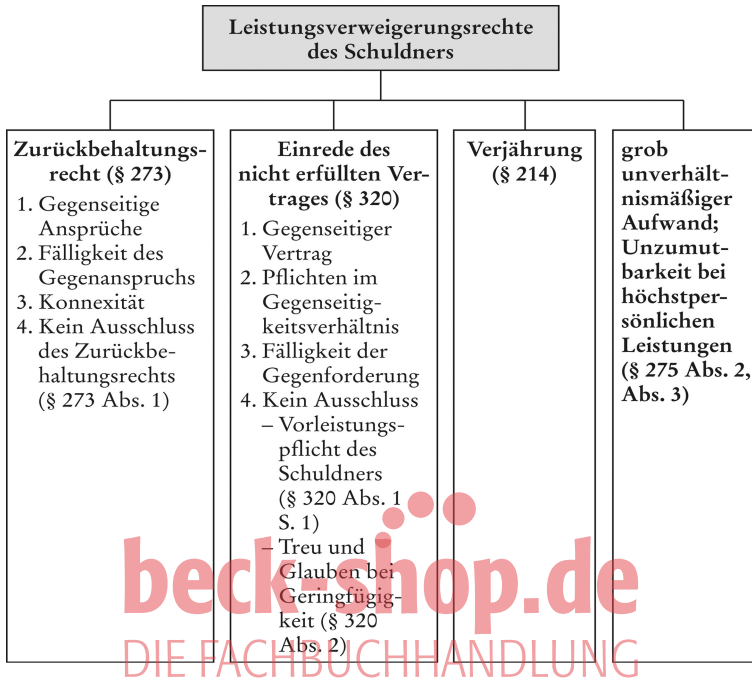 Leistungsverweigerungsrechte
des Schuldners
Zurückbehaltungs-
recht (§ 273)
1. Gegenseitige
Ansprüche
2. Fälligkeit des
Gegenanspruchs
3. Konnexität
4. Kein Ausschluss
des Zurückbe-
haltungsrechts
(§ 273 Abs. 1)
Einrede des
nicht erfüllten Ver-
trages (§ 320)
1. Gegenseitiger
Vertrag
2. Pflichten im
Gegenseitig-
keitsverhältnis
3. Fälligkeit der
Gegenforderung
4. Kein Ausschluss
– Vorleistungs-
pflicht des
Schuldners
(§ 320 Abs. 1
S. 1)
– Treu und
Glauben bei
Geringfügig-
keit (§ 320
Abs. 2)
Verjährung
(§ 214)
grob
unverhält-
nismäßiger
Aufwand;
Unzumut-
barkeit bei
höchstper-
sönlichen
Leistungen
(§ 275 Abs. 2,
Abs. 3)
beck-shop.de
DIE FACHBUCHHANDLUNG